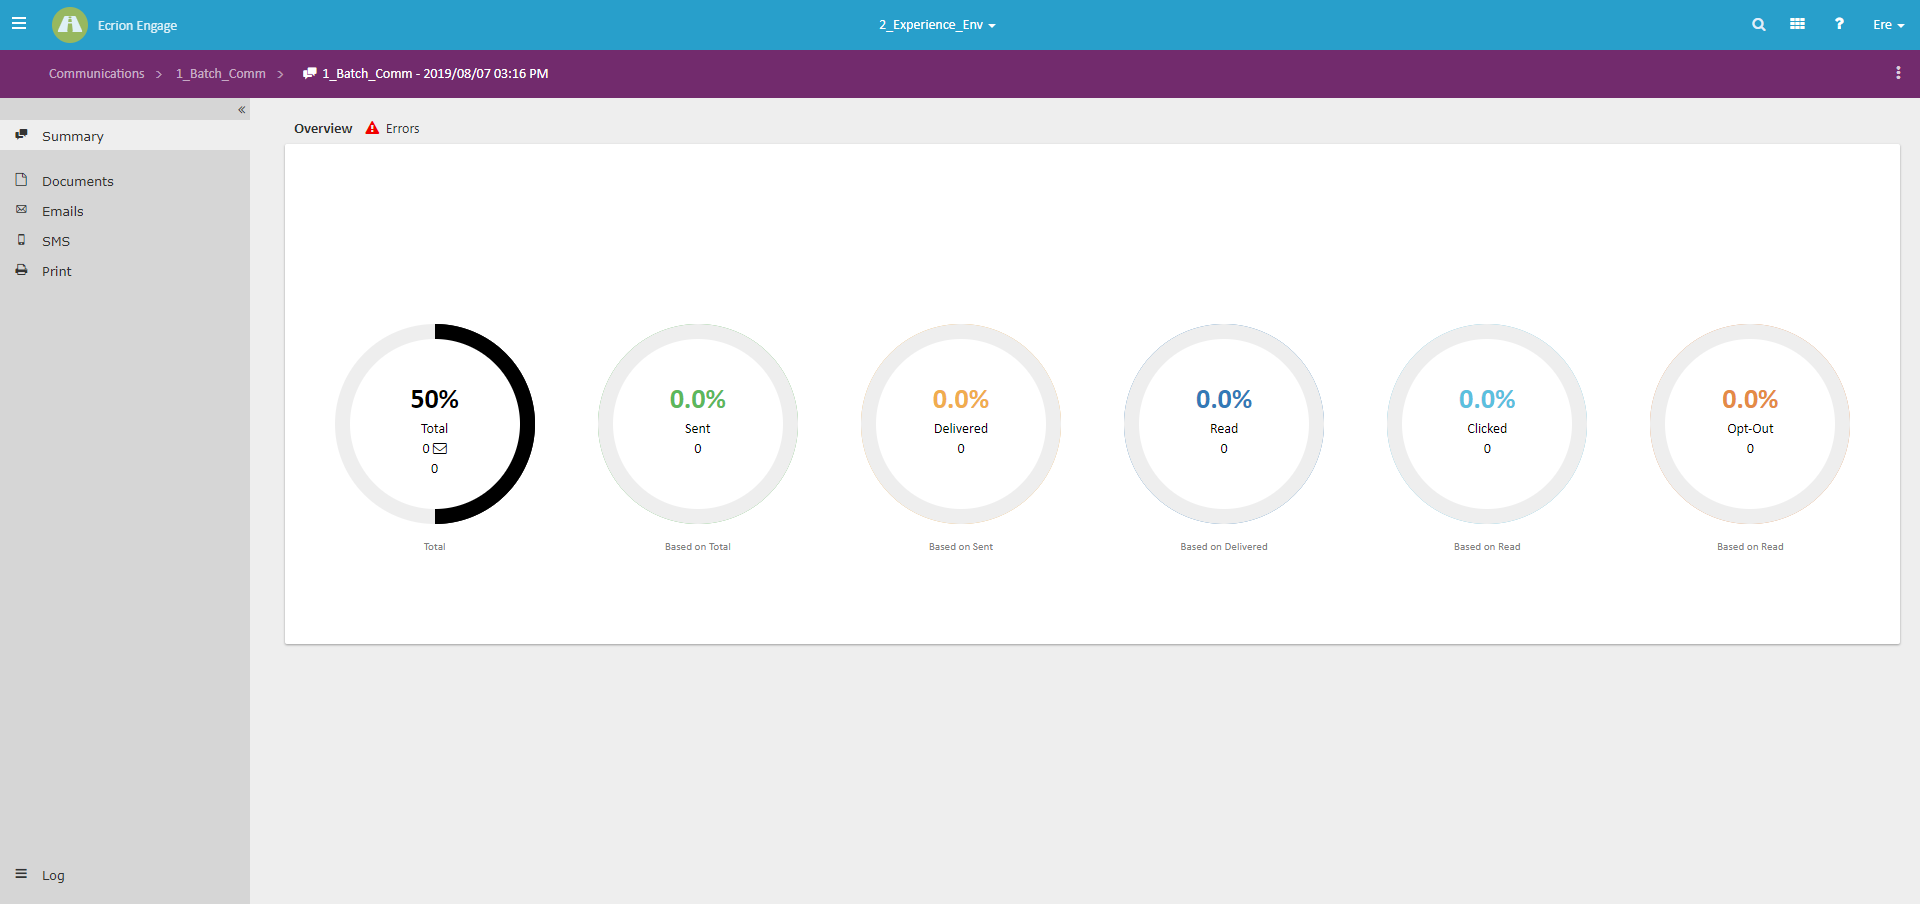 Ecrion Engage
2_Experience_Env
?
Ere
Communications > 1_Batch_Comm > 1_Batch_Comm - 2019/08/07 03:16 PM
«
Summary
Documents
Emails
SMS
Print
Log
Overview
Errors
50%
Total
0
0
Total
0.0%
Sent
0
Based on Total
0.0%
Delivered
0
Based on Sent
0.0%
Read
0
Based on Delivered
0.0%
Clicked
0
Based on Read
0.0%
Opt-Out
0
Based on Read